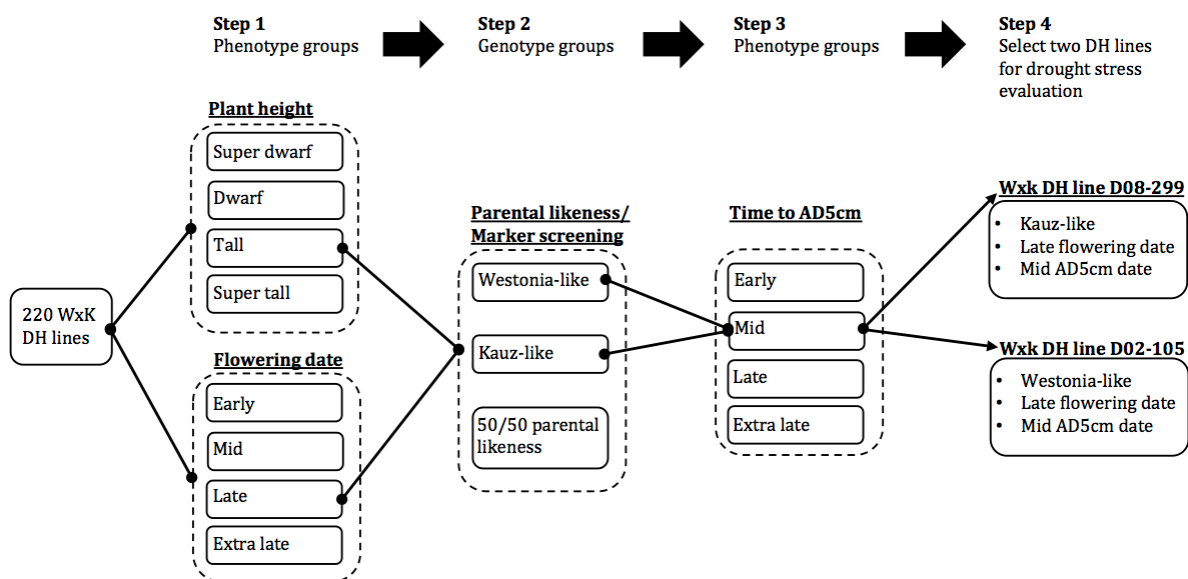 Step 1
Phenotype groups
Step 2
Genotype groups
Step 3
Phenotype groups
Step 4
Select two DH lines
for drought stress
evaluation
220 WxK
DH lines
Plant height
Super dwarf
Dwarf
Tall
Super tall
Flowering date
Early
Mid
Late
Extra late
Parental likeness/
Marker screening
Westonia-like
Kauz-like
50/50 parental
likeness
Time to AD5cm
Early
Mid
Late
Extra late
Wxk DH line D08-299
• Kauz-like
• Late flowering date
• Mid AD5cm date
Wxk DH line D02-105
• Westonia-like
• Late flowering date
• Mid AD5cm date